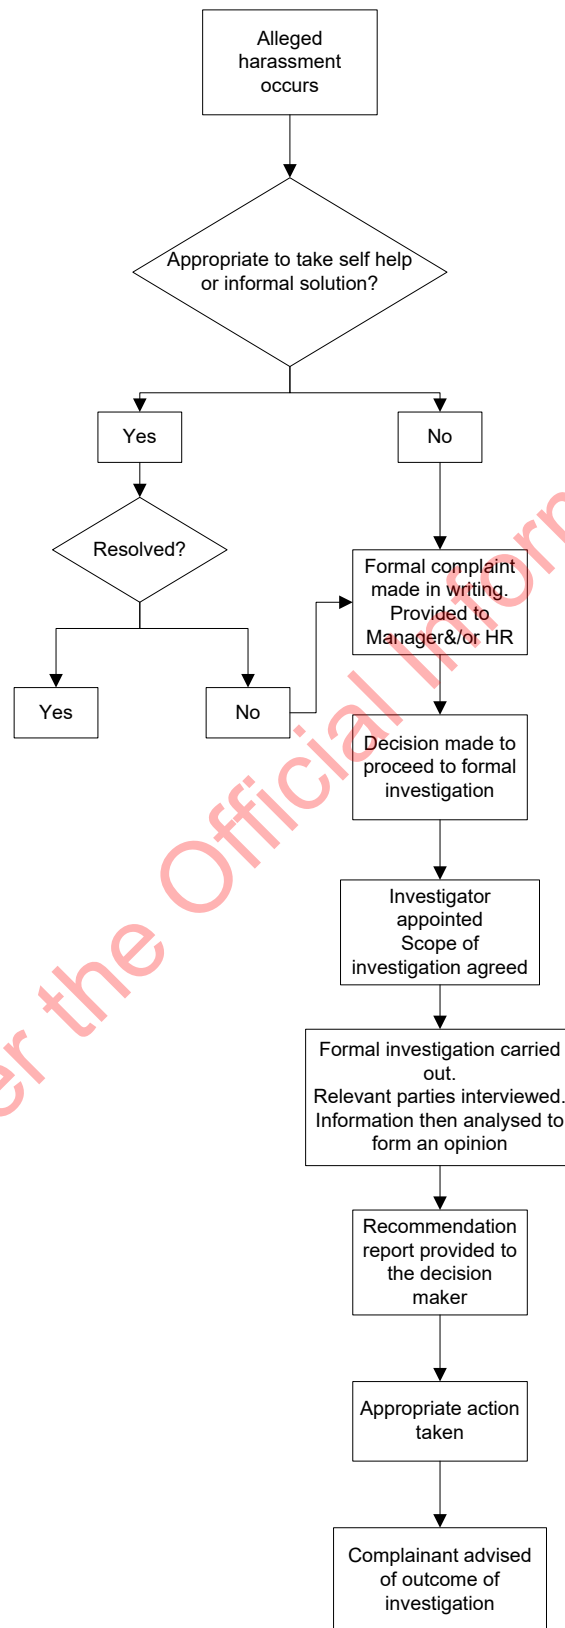 Alleged
harassment
occurs
Appropriate to take self help
or informal solution?
Yes
No
Resolved?
Formal complaint
made in writing.
Provided to
Manager&/or HR
Yes
No
Decision made to
proceed to formal
investigation
Investigator
appointed
Scope of
investigation agreed
Formal investigation carried
out.
Relevant parties interviewed.
Information then analysed to
form an opinion
Recommendation
report provided to
the decision
maker
Appropriate action
taken
Complainant advised
of outcome of
investigation
the Official